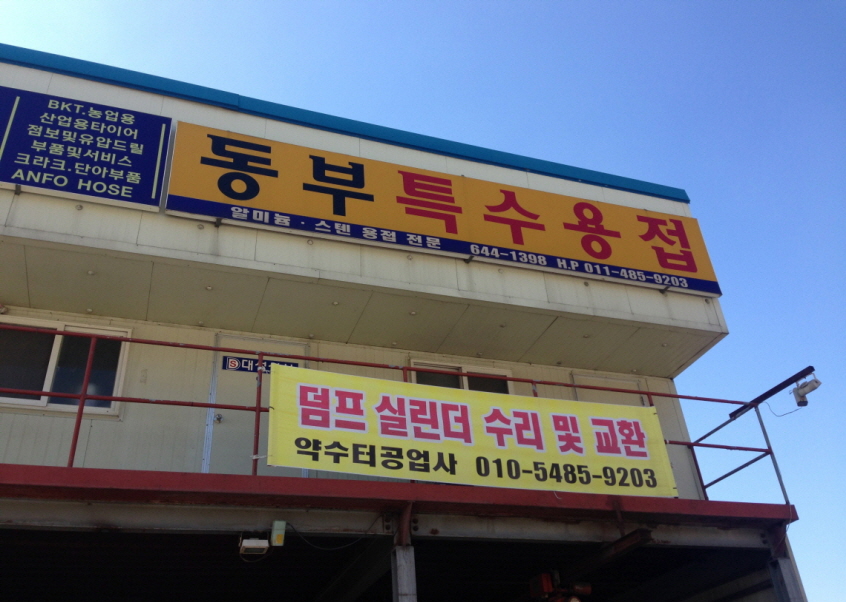 BKT.농업용
산업용타이어
점보및유압드릴
부품및서비스
크라크.단아부품
ANFO HOSE
동부특수용접
알미늄·스텐 용접 전문 644-1398 H.P 011-485-9203
덤프 실린더 수리 및 교환
약수터공업사 010-5485-9203